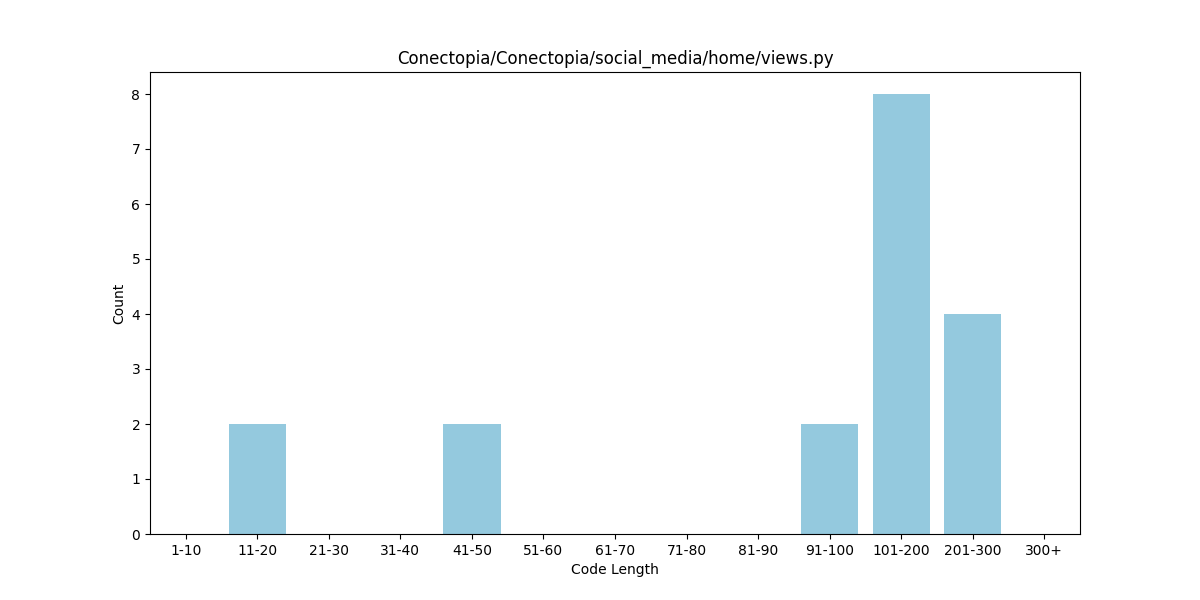 Conectopia/Conectopia/social_media/home/views.py
8
7
6
5
4
3
2
1
0
Count
1-10 11-20 21-30 31-40 41-50 51-60 61-70 71-80 81-90 91-100 101-200 201-300 300+
Code Length